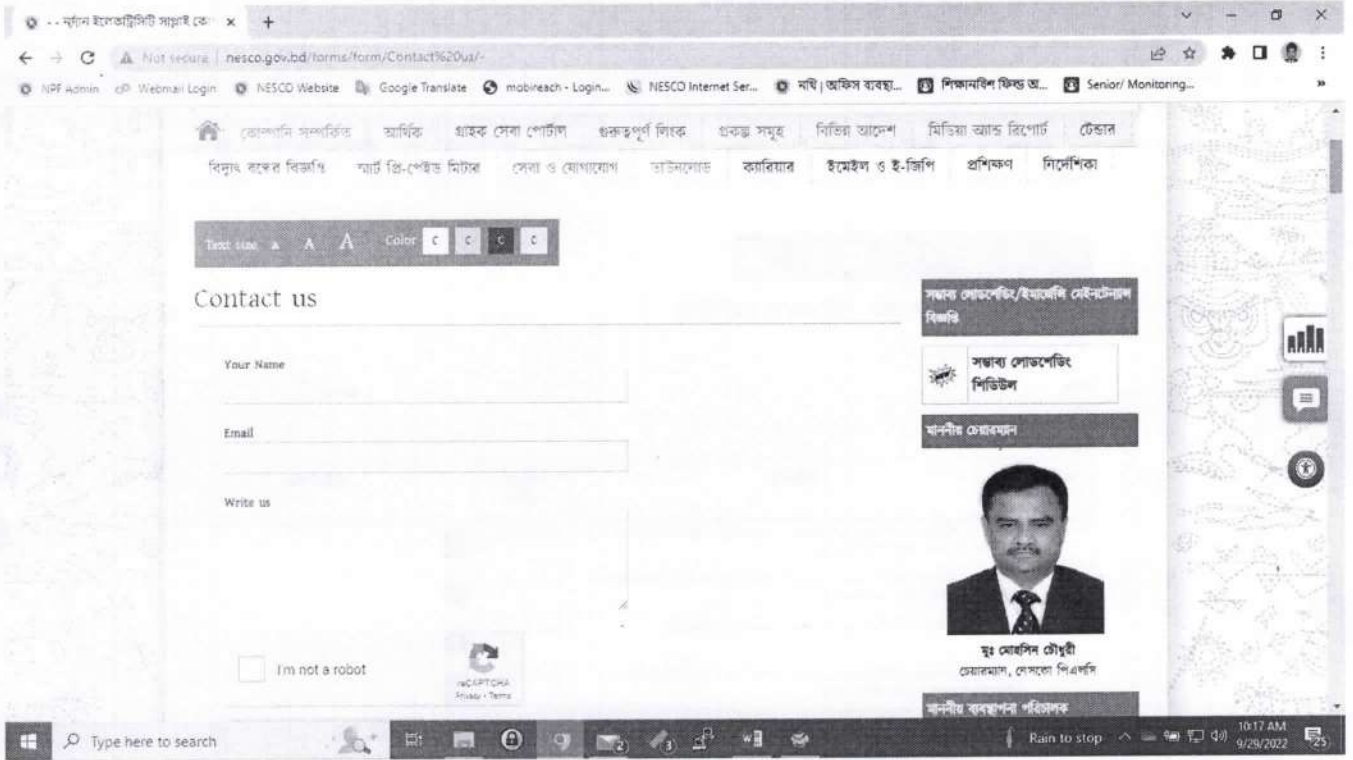 - - নর্দান ইলেকট্রিসিটি সাপ্লাই কো
Not secure | nesco.gov.bd/forms/form/Contact%20us/-
NPF Admin cP Webmail Login NESCO Website Google Translate mobireach - Login... NESCO Internet Ser... নথি | অফিস ব্যবস্থা... শিক্ষানবিশ ফিল্ড অ... Senior/ Monitoring... »
কোম্পানি সম্পর্কিত আর্থিক গ্রাহক সেবা পোর্টাল গুরুত্বপূর্ণ লিংক প্রকল্প সমূহ বিভিন্ন আদেশ মিডিয়া অ্যান্ড রিপোর্ট টেন্ডার
বিদ্যুৎ বন্ধের বিজ্ঞপ্তি স্মার্ট প্রি-পেইড মিটার সেবা ও যোগাযোগ ডাউনলোড ক্যারিয়ার ইমেইল ও ই-জিপি প্রশিক্ষণ নির্দেশিকা
Text size A A A Color C C C C
Contact us
Your Name
Email
Write us
I'm not a robot
reCAPTCHA
Privacy - Terms
সম্ভাব্য লোডশেডিং/ইমার্জেন্সি মেইনটেন্যান্স
বিজ্ঞপ্তি
সম্ভাব্য লোডশেডিং
শিডিউল
মাননীয় চেয়ারম্যান
মুঃ মোহসিন চৌধুরী
চেয়ারম্যান, নেসকো পিএলসি
মাননীয় ব্যবস্থাপনা পরিচালক
Type here to search
2
3
Rain to stop
10:17 AM
9/29/2022
25